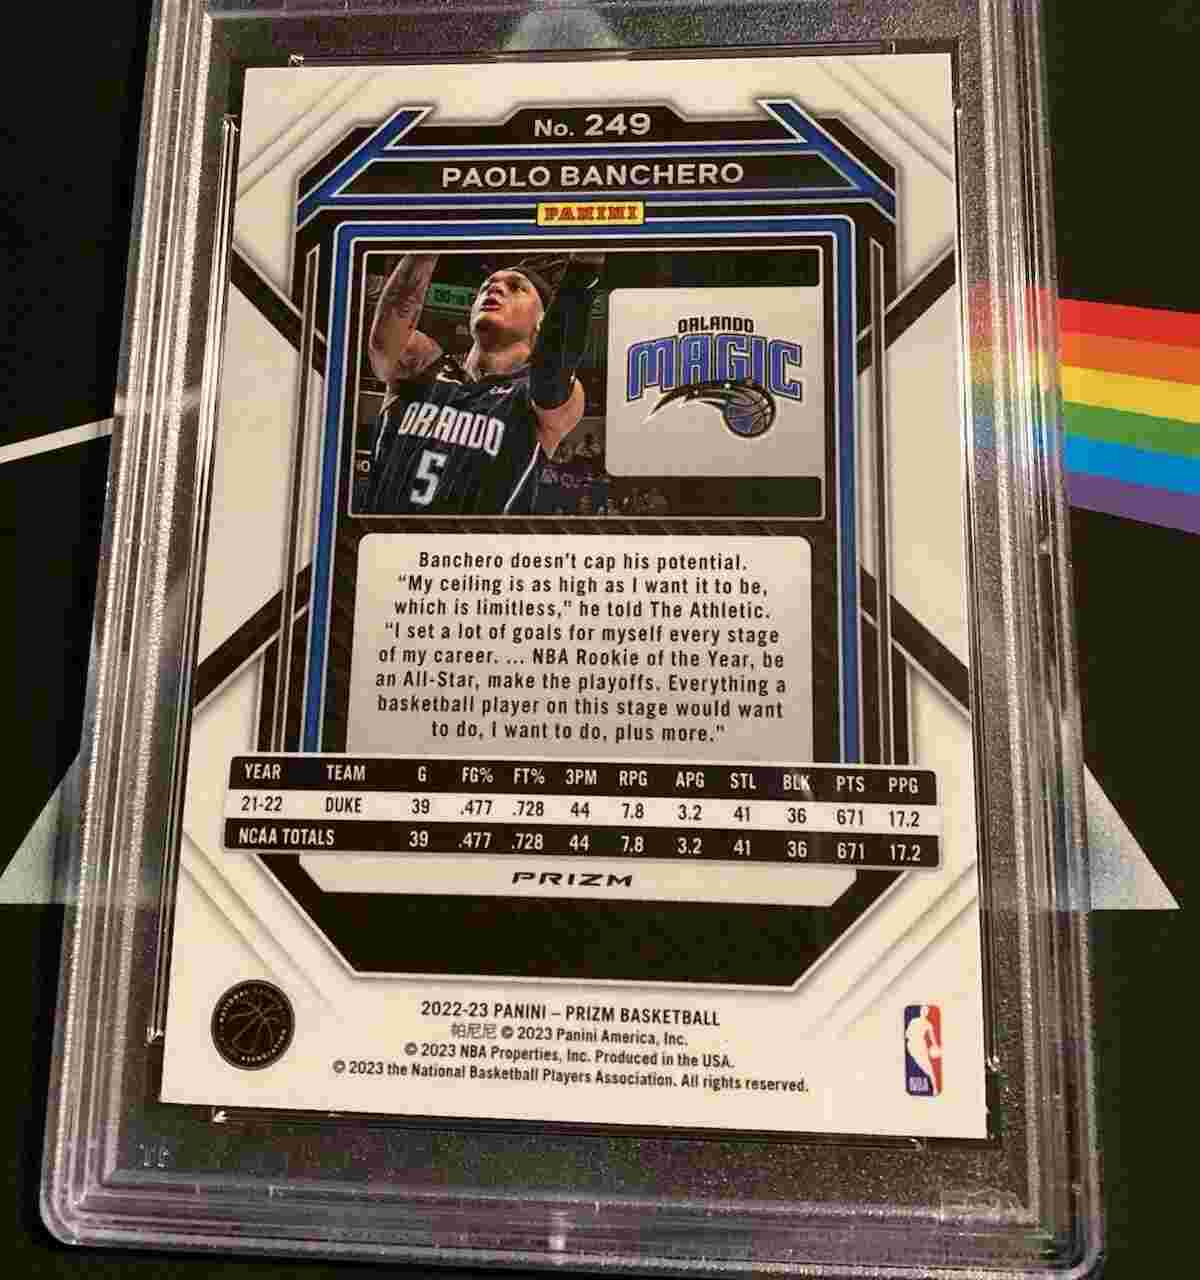 No. 249
PAOLO BANCHERO
PANINI
ORLANDO
MAGIC
ORANDO
5
Banchero doesn't cap his potential.
"My ceiling is as high as I want it to be,
which is limitless," he told The Athletic.
"I set a lot of goals for myself every stage
of my career. ... NBA Rookie of the Year, be
an All-Star, make the playoffs. Everything a
basketball player on this stage would want
to do, I want to do, plus more."
YEAR TEAM G FG% FT% 3PM RPG APG STL BLK PTS PPG
21-22 DUKE 39 .477 .728 44 7.8 3.2 41 36 671 17.2
NCAA TOTALS 39 .477 .728 44 7.8 3.2 41 36 671 17.2
PRIZM
2022-23 PANINI – PRIZM BASKETBALL
帕尼尼 © 2023 Panini America, Inc.
© 2023 NBA Properties, Inc. Produced in the USA.
© 2023 the National Basketball Players Association. All rights reserved.
NBA